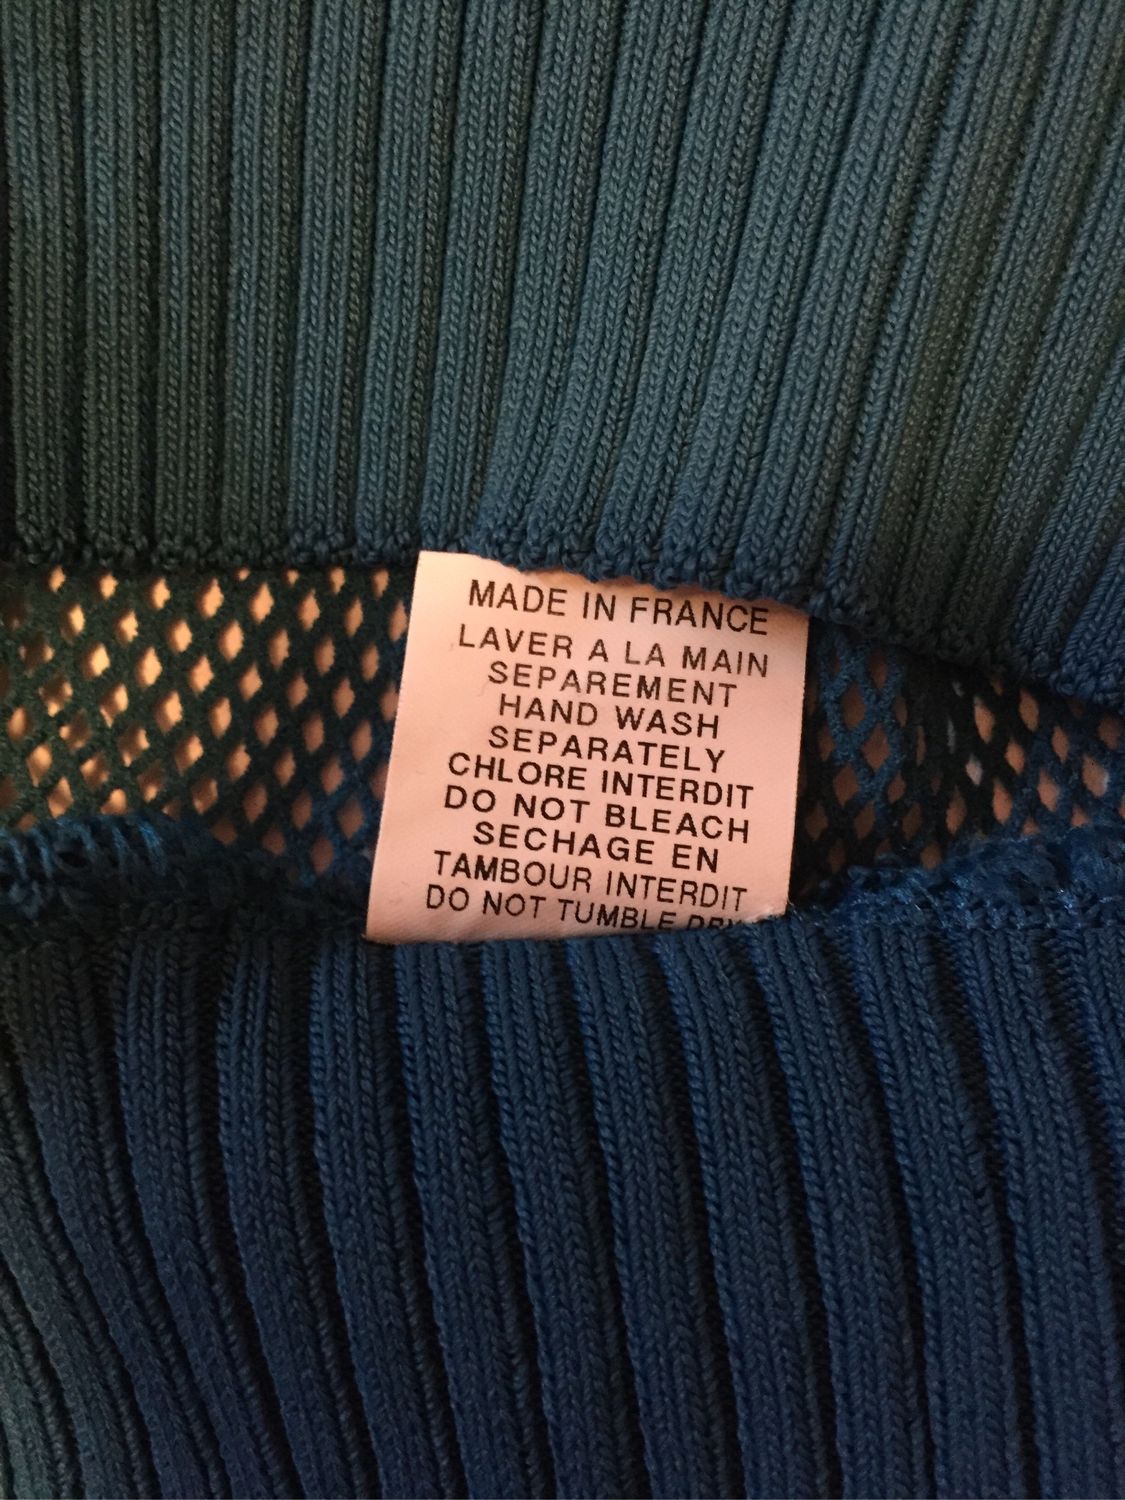 MADE IN FRANCE
LAVER A LA MAIN
SEPAREMENT
HAND WASH
SEPARATELY
CHLORE INTERDIT
DO NOT BLEACH
SECHAGE EN
TAMBOUR INTERDIT
DO NOT TUMBLE DRY